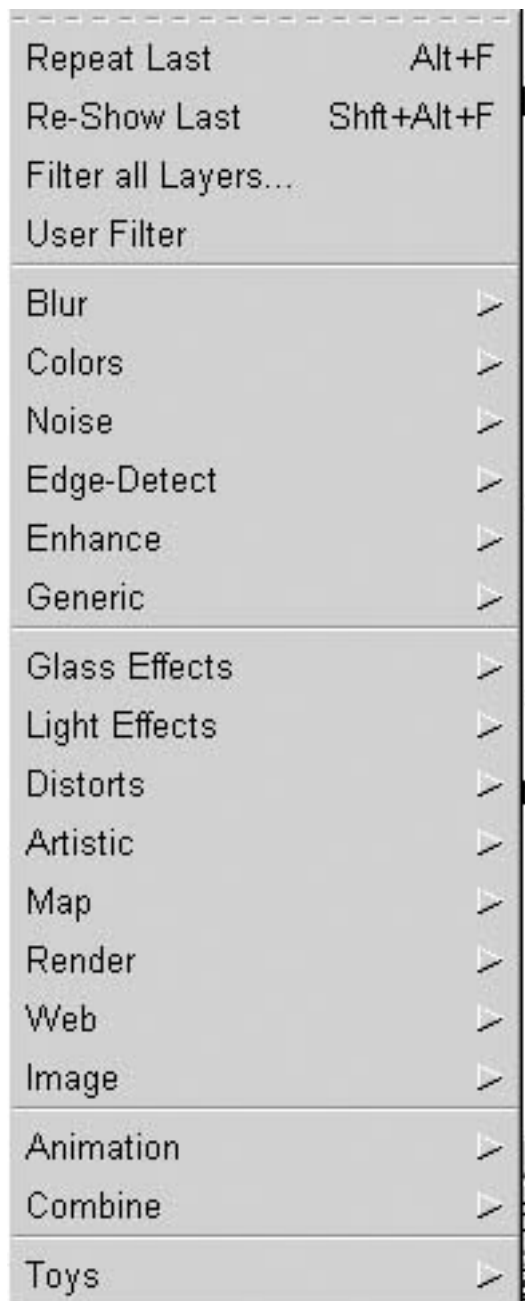 Repeat Last Alt+F
Re-Show Last Shft+Alt+F
Filter all Layers...
User Filter
Blur
Colors
Noise
Edge-Detect
Enhance
Generic
Glass Effects
Light Effects
Distorts
Artistic
Map
Render
Web
Image
Animation
Combine
Toys